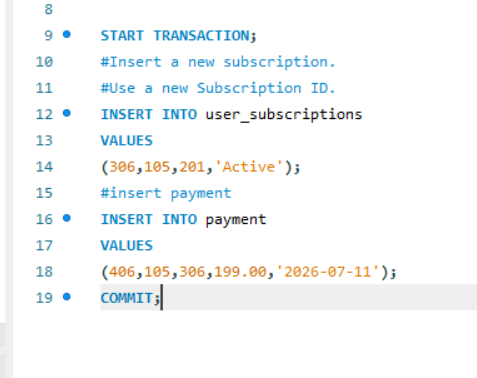 8
9 START TRANSACTION;
10 #Insert a new subscription.
11 #Use a new Subscription ID.
12 INSERT INTO user_subscriptions
13 VALUES
14 (306,105,201,'Active');
15 #insert payment
16 INSERT INTO payment
17 VALUES
18 (406,105,306,199.00,'2026-07-11');
19 COMMIT;